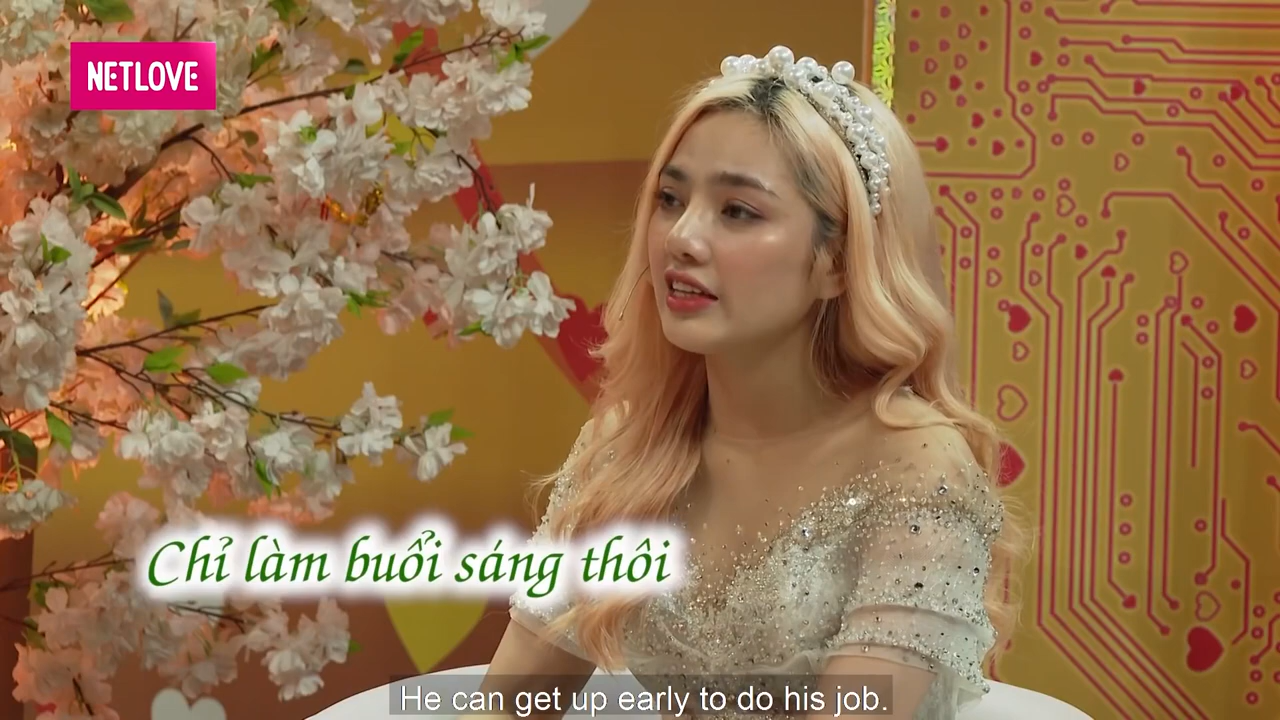 NETLOVE
Chỉ làm buổi sáng thôi
He can get up early to do his job.